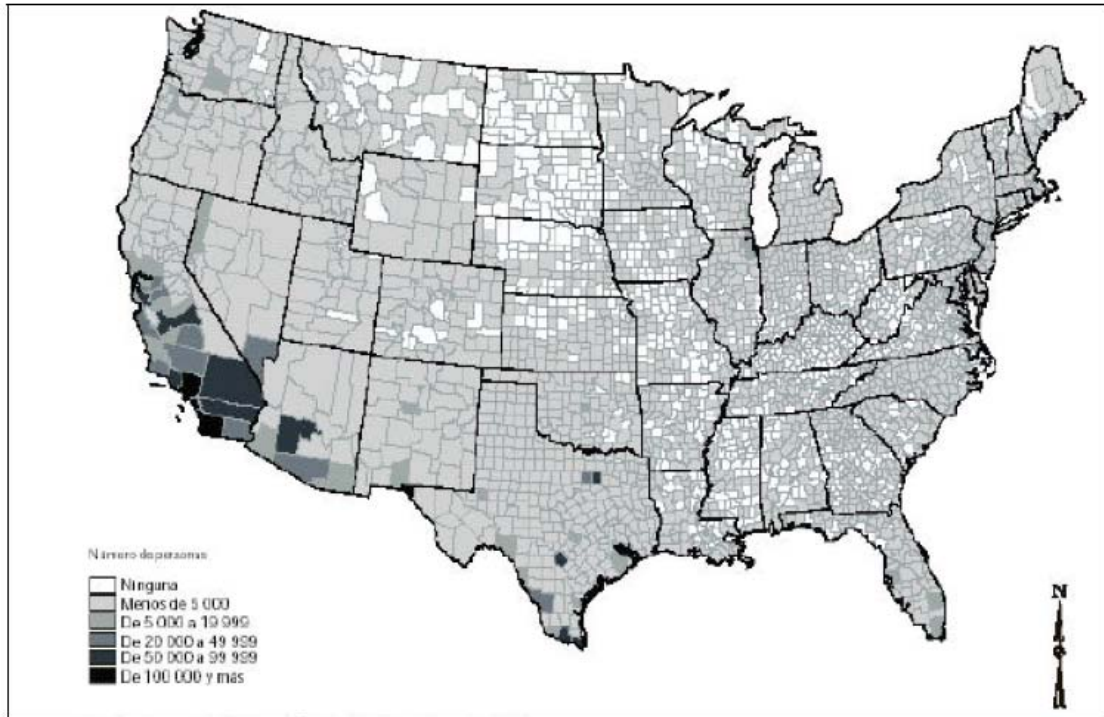 Número de personas
Ninguna
Menos de 5 000
De 5 000 a 19 999
De 20 000 a 49 999
De 50 000 a 99 999
De 100 000 y más
N